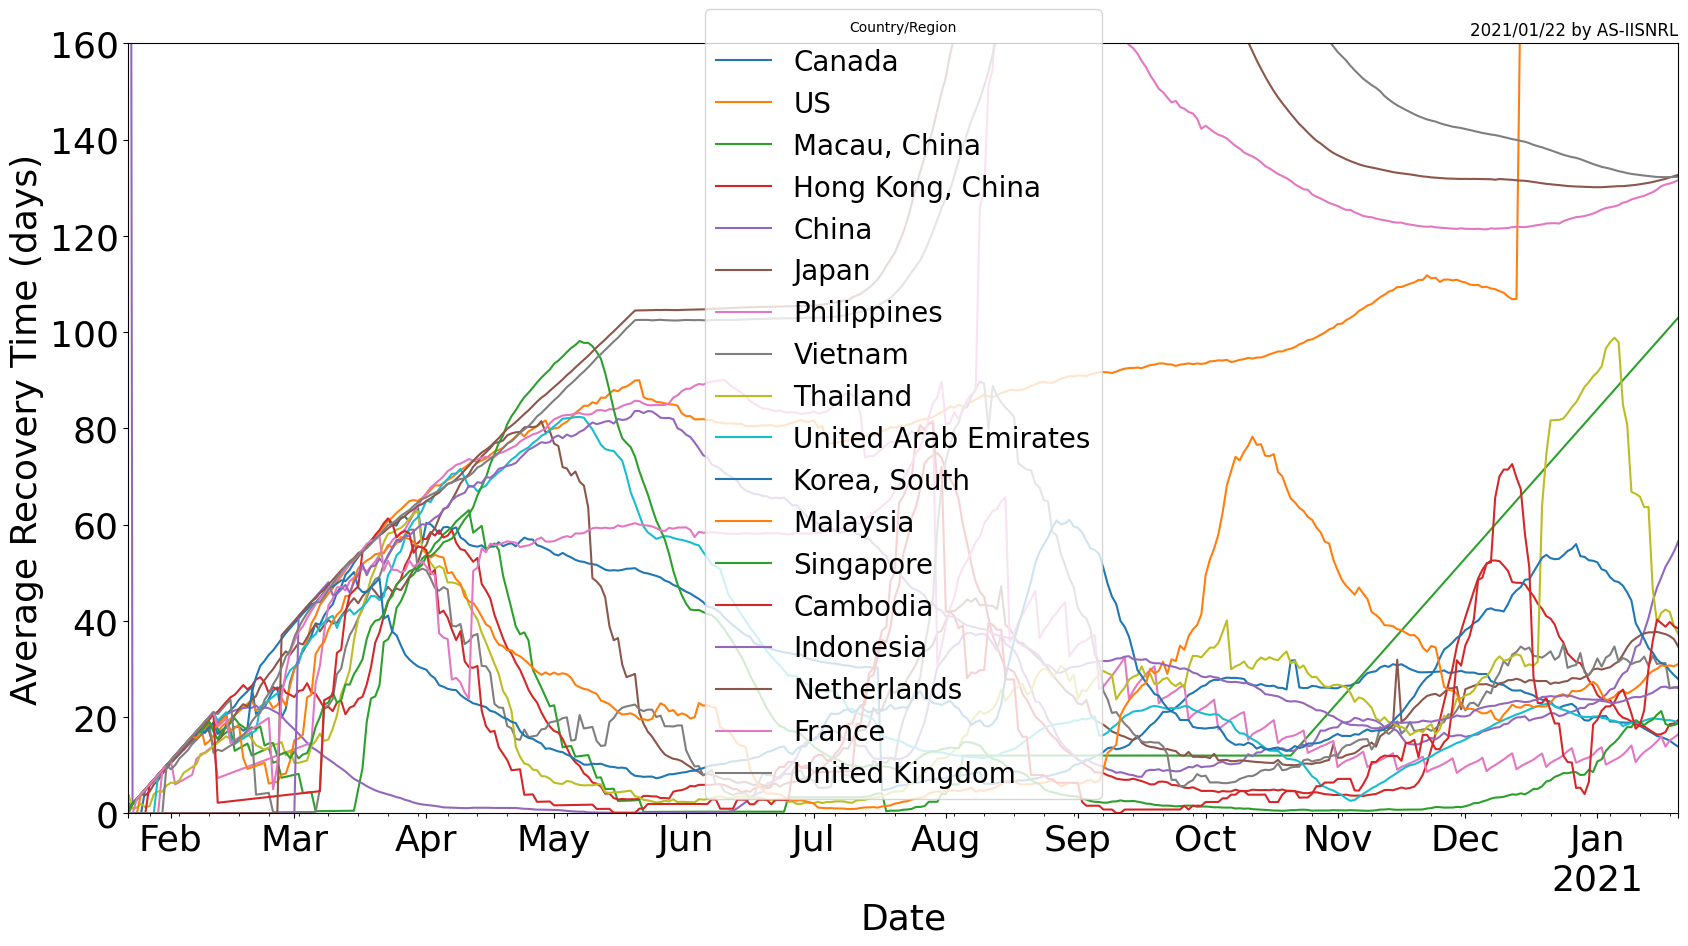 2021/01/22 by AS-IISNRL
Average Recovery Time (days)
160
140
120
100
80
60
40
20
0
Country/Region
Canada
US
Macau, China
Hong Kong, China
China
Japan
Philippines
Vietnam
Thailand
United Arab Emirates
Korea, South
Malaysia
Singapore
Cambodia
Indonesia
Netherlands
France
United Kingdom
Feb Mar Apr May Jun Jul Aug Sep Oct Nov Dec Jan
2021
Date